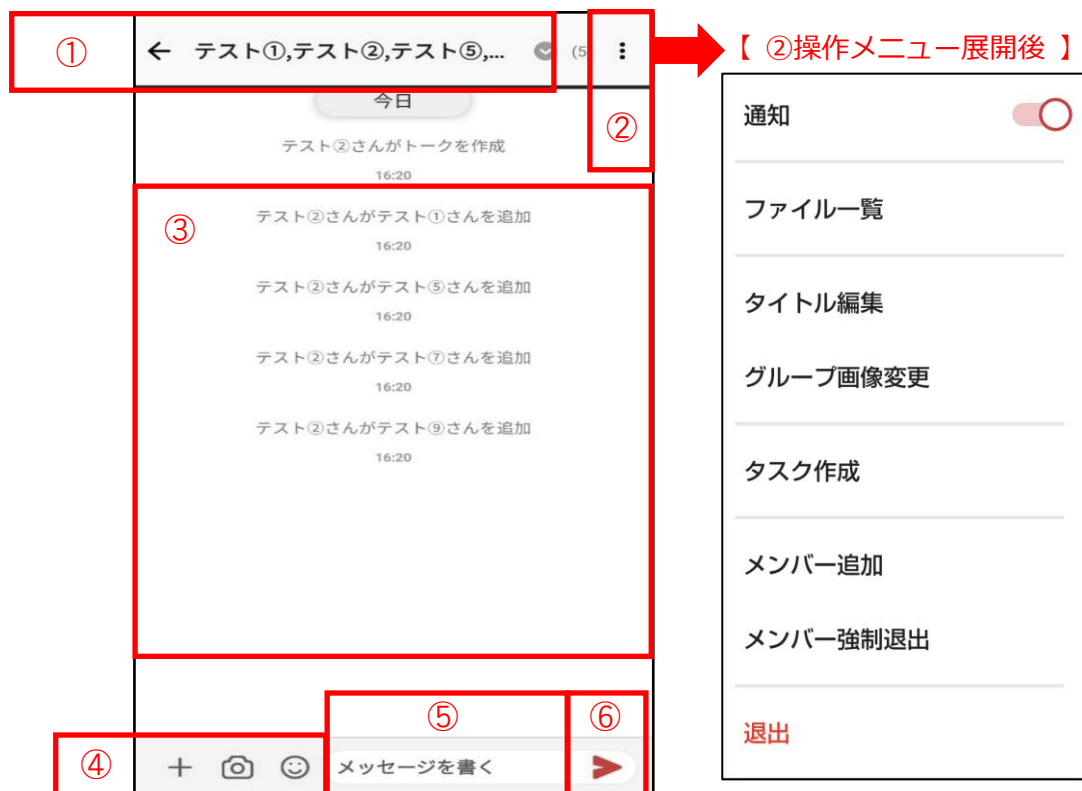 ①
← テスト①,テスト②,テスト⑤,... (5
②
今日
テスト②さんがトークを作成
16:20
③
テスト②さんがテスト①さんを追加
16:20
テスト②さんがテスト⑤さんを追加
16:20
テスト②さんがテスト⑦さんを追加
16:20
テスト②さんがテスト⑨さんを追加
16:20
④
⑤
メッセージを書く
⑥
【 ②操作メニュー展開後 】
通知
ファイル一覧
タイトル編集
グループ画像変更
タスク作成
メンバー追加
メンバー強制退出
退出